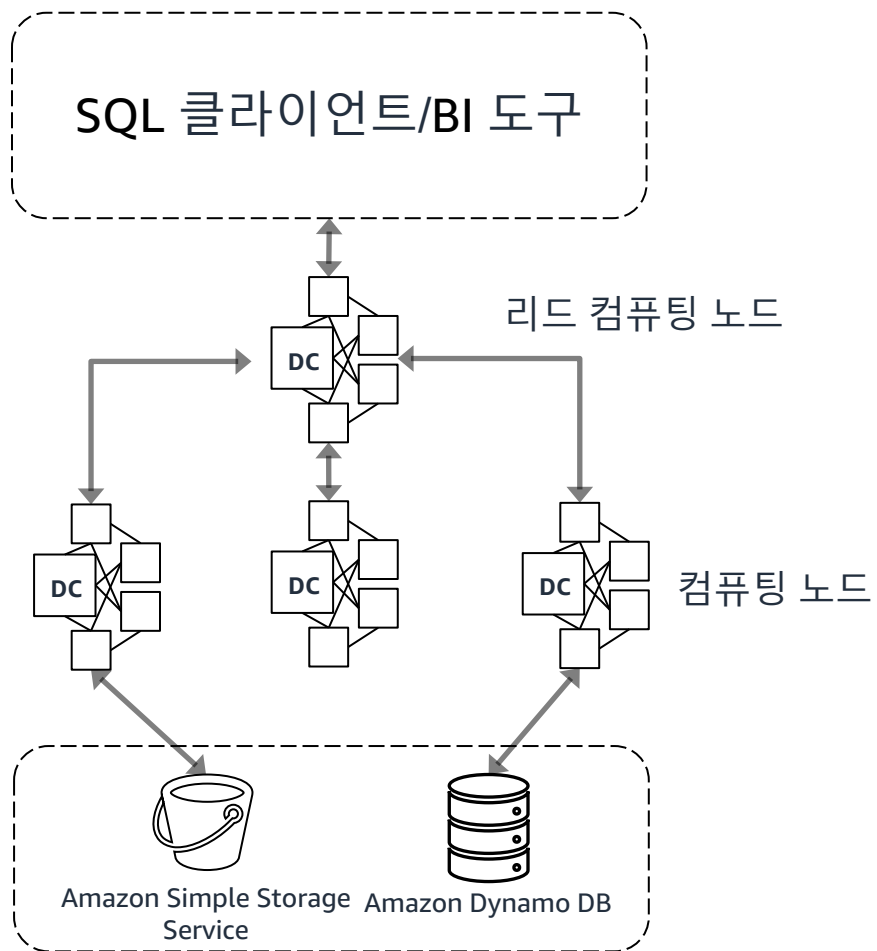 SQL 클라이언트/BI 도구
리드 컴퓨팅 노드
DC
DC
DC
DC
컴퓨팅 노드
Amazon Simple Storage
Service
Amazon Dynamo DB